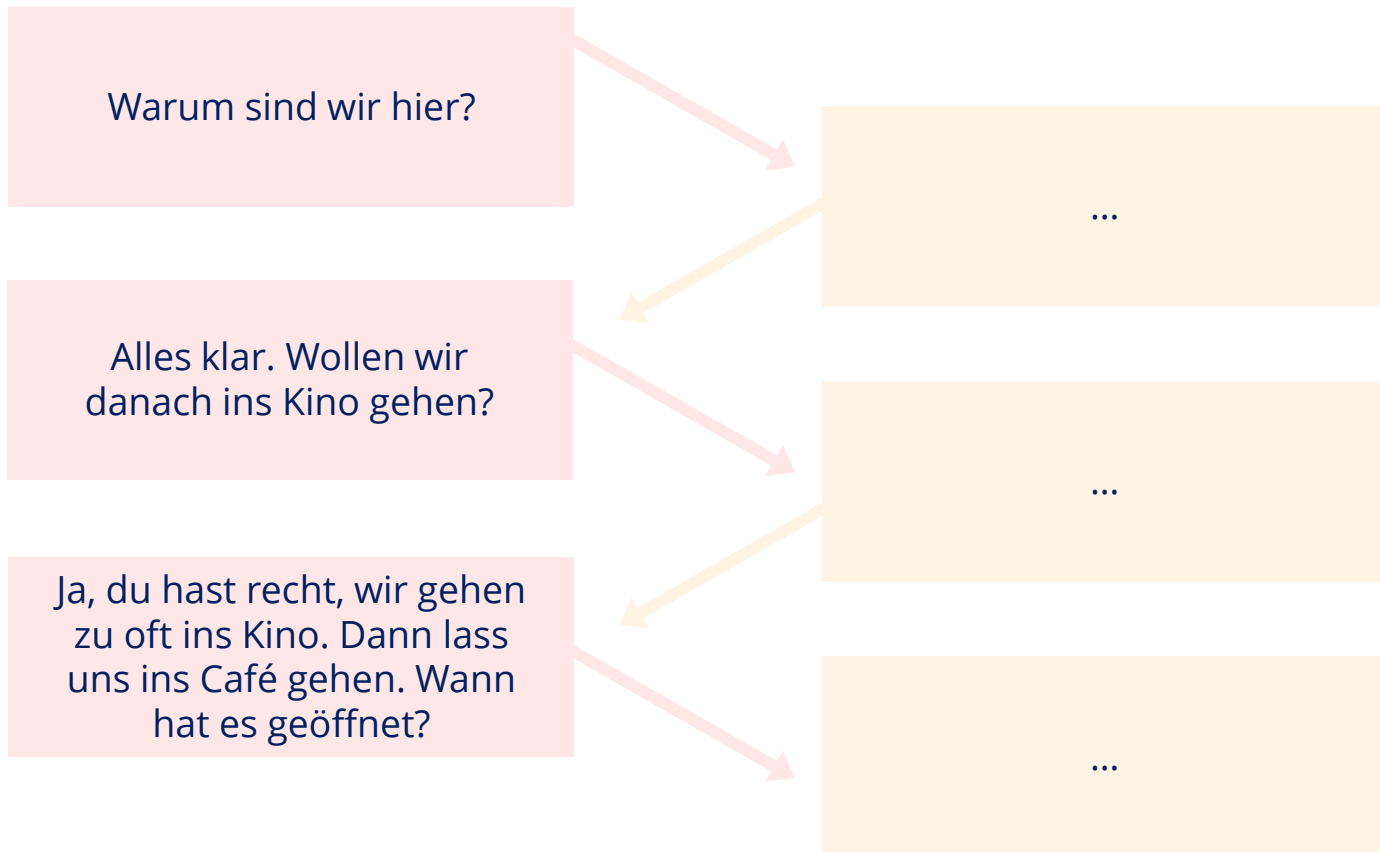 Warum sind wir hier?
...
Alles klar. Wollen wir
danach ins Kino gehen?
...
Ja, du hast recht, wir gehen
zu oft ins Kino. Dann lass
uns ins Café gehen. Wann
hat es geöffnet?
...